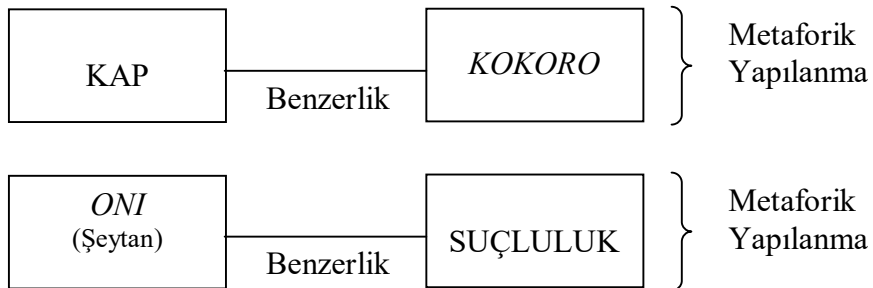 KAP
Benzerlik
KOKORO
Metaforik
Yapılanma
ONI
(Şeytan)
Benzerlik
SUÇLULUK
Metaforik
Yapılanma